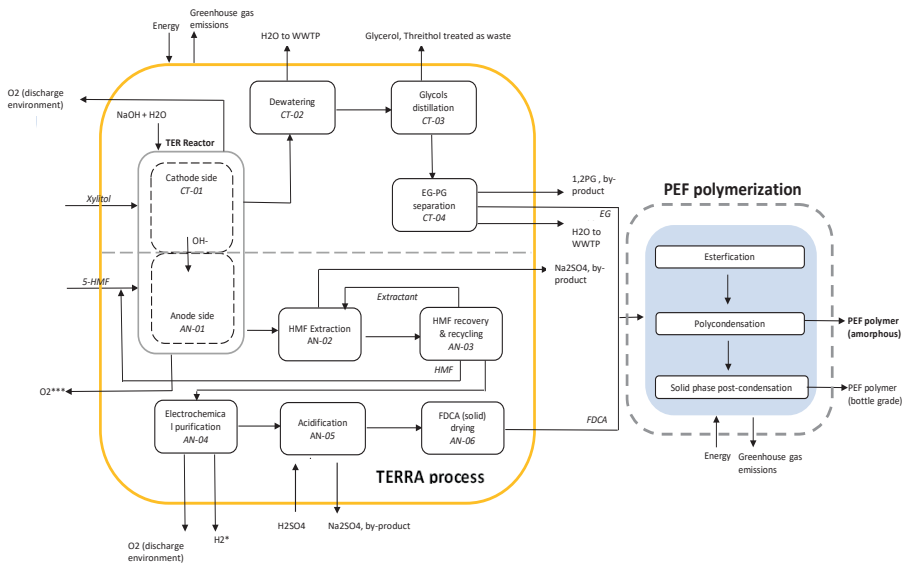 Energy
Greenhouse gas
emissions
H2O to WWTP
Glycerol, Threithol treated as waste
O2 (discharge
environment)
NaOH + H2O
TER Reactor
Dewatering
CT-02
Glycols
distillation
CT-03
Xylitol
Cathode side
CT-01
OH-
EG-PG
separation
CT-04
1,2PG , by-
product
EG
H2O to
WWTP
Na2SO4, by-
product
5-HMF
Anode side
AN-01
HMF Extraction
AN-02
Extractant
HMF recovery
& recycling
AN-03
HMF
O2***
Electrochemica
l purification
AN-04
Acidification
AN-05
FDCA (solid)
drying
AN-06
FDCA
TERRA process
H2SO4
Na2SO4, by-product
H2*
O2 (discharge
environment)
PEF polymerization
Esterfication
Polycondensation
Solid phase post-condensation
PEF polymer
(amorphous)
PEF polymer
(bottle grade)
Energy
Greenhouse gas
emissions